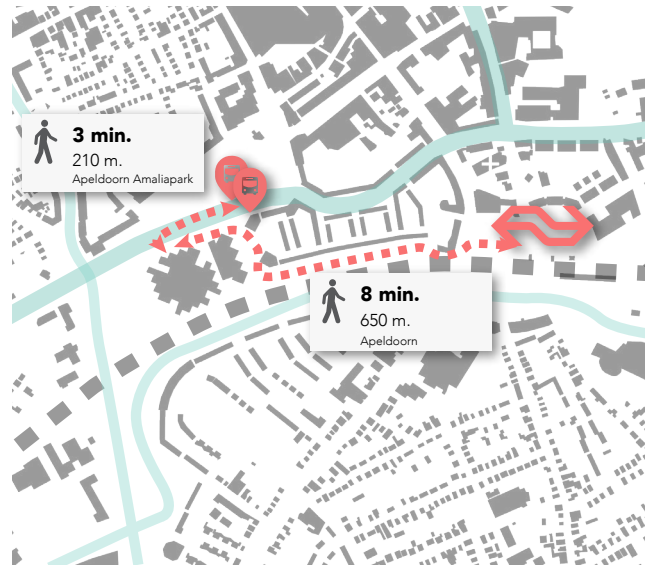 3 min.
210 m.
Apeldoorn Amaliapark
8 min.
650 m.
Apeldoorn